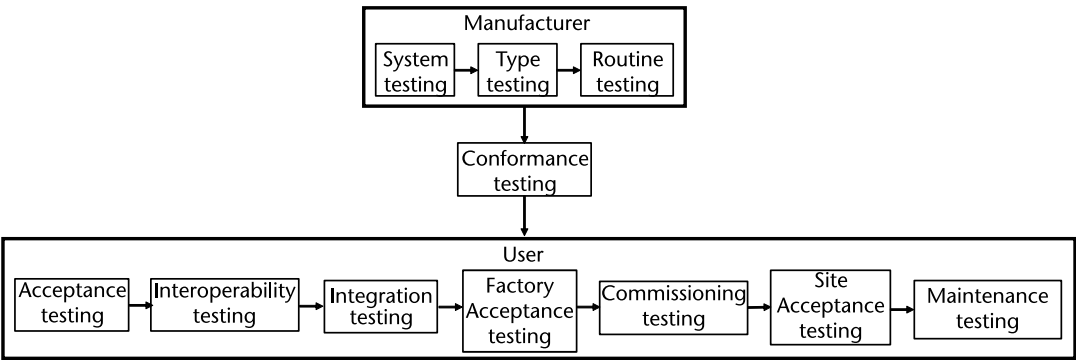 Manufacturer
System
testing
Type
testing
Routine
testing
Conformance
testing
User
Acceptance
testing
Interoperability
testing
Integration
testing
Factory
Acceptance
testing
Commissioning
testing
Site
Acceptance
testing
Maintenance
testing